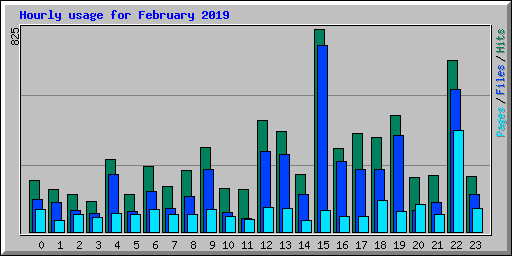 Hourly usage for February 2019
825
Pages / Files / Hits
0 1 2 3 4 5 6 7 8 9 10 11 12 13 14 15 16 17 18 19 20 21 22 23